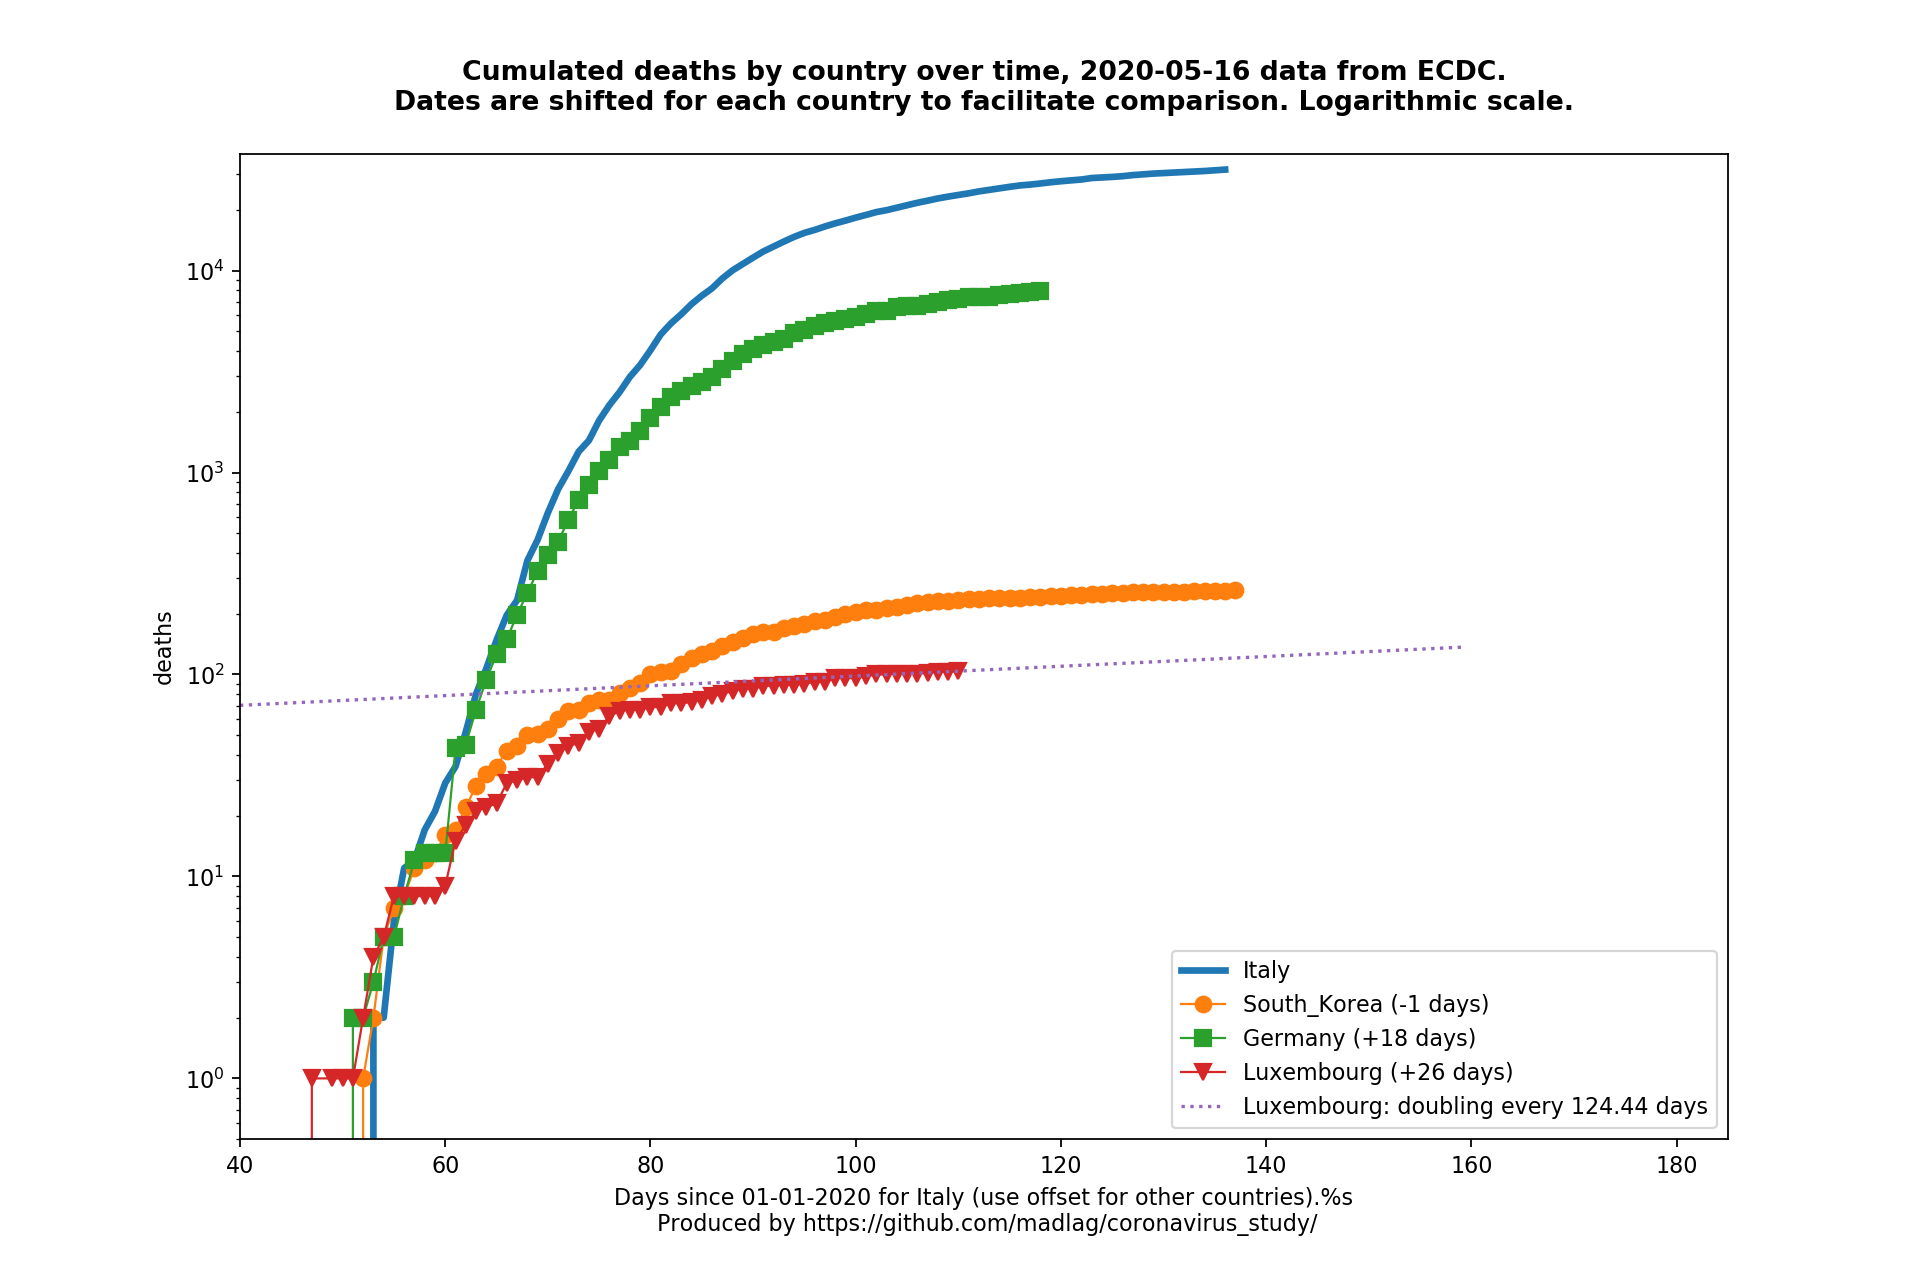 Cumulated deaths by country over time, 2020-05-16 data from ECDC.
Dates are shifted for each country to facilitate comparison. Logarithmic scale.
deaths
10⁴
10³
10²
10¹
10⁰
Italy
South_Korea (-1 days)
Germany (+18 days)
Luxembourg (+26 days)
Luxembourg: doubling every 124.44 days
40 60 80 100 120 140 160 180
Days since 01-01-2020 for Italy (use offset for other countries).%s
Produced by https://github.com/madlag/coronavirus_study/